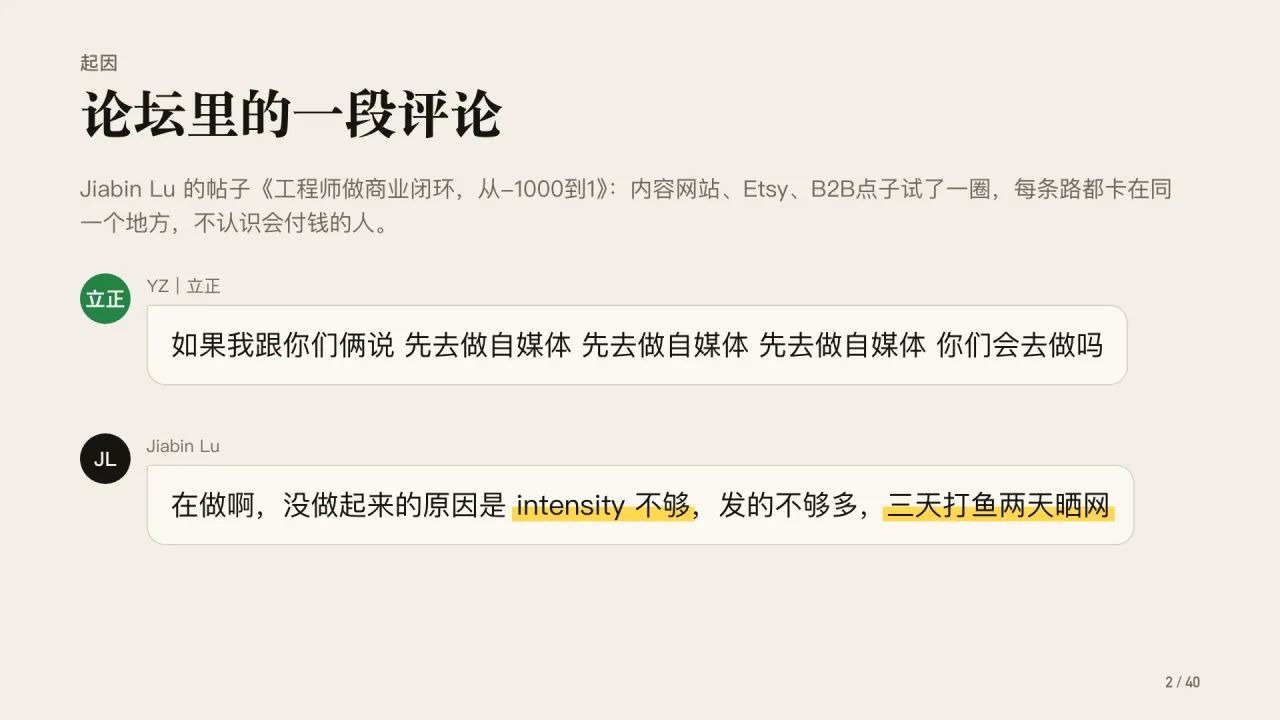 起因
论坛里的一段评论
Jiabin Lu 的帖子《工程师做商业闭环，从–1000到1》：内容网站、Etsy、B2B点子试了一圈，每条路都卡在同
一个地方，不认识会付钱的人。
立正
YZ｜立正
如果我跟你们俩说 先去做自媒体 先去做自媒体 先去做自媒体 你们会去做吗
JL
Jiabin Lu
在做啊，没做起来的原因是 intensity 不够，发的不够多，三天打鱼两天晒网
2 / 40